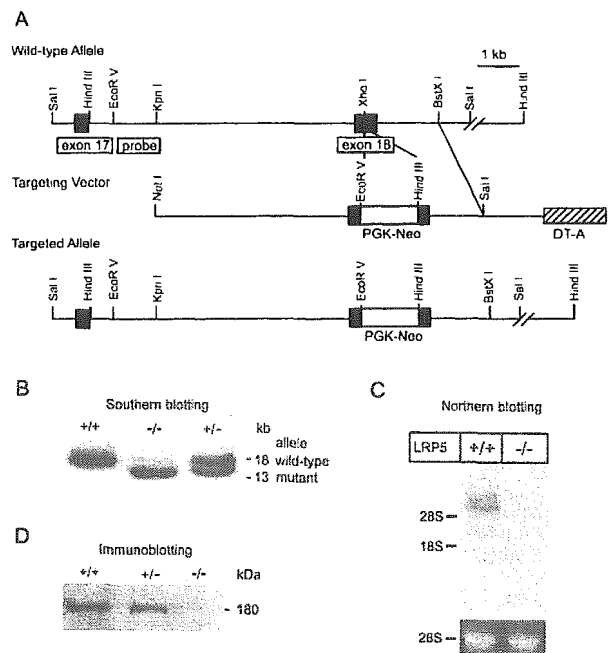 A
Wild-type Allele
1 kb
Sal I
Hind III
EcoR V
Kpn I
Xho I
BstX I
Sal I
Hind III
exon 17
probe
exon 18
Targeting Vector
Not I
EcoR V
Hind III
Sal I
PGK-Neo
DT-A
Targeted Allele
Sal I
Hind III
EcoR V
Kpn I
EcoR V
Hind III
BstX I
Sal I
Hind III
PGK-Neo
B
Southern blotting
+/+ -/- +/- kb
allele
- 18 wild-type
- 13 mutant
C
Northern blotting
LRP5 +/+ -/-
28S
18S
28S
D
Immunoblotting
+/+ +/- -/- kDa
- 180